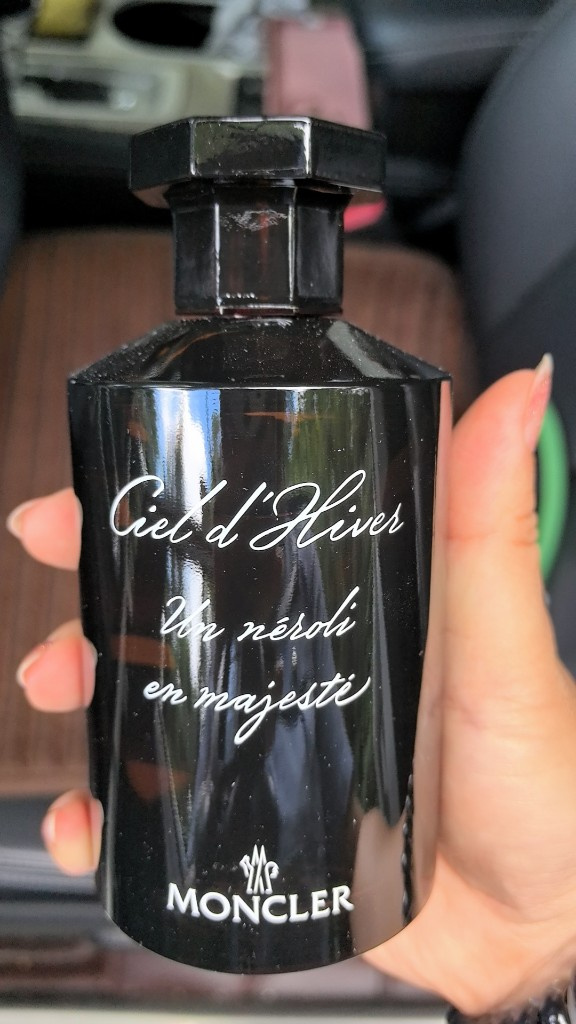 Ciel d'Hiver
Un néroli
en majesté
MONCLER